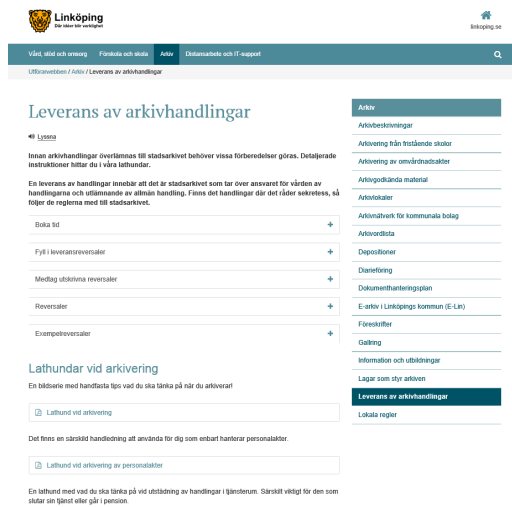 Linköping
Där idéer blir verklighet
linkoping.se
Vård, stöd och omsorg Förskola och skola Arkiv Distansarbete och IT-support
Utförarwebben / Arkiv / Leverans av arkivhandlingar
Leverans av arkivhandlingar
Lyssna
Innan arkivhandlingar överlämnas till stadsarkivet behöver vissa förberedelser göras. Detaljerade
instruktioner hittar du i våra lathundar.
En leverans av handlingar innebär att det är stadsarkivet som tar över ansvaret för vården av
handlingarna och utlämnande av allmän handling. Finns det handlingar där det råder sekretess, så
följer de reglerna med till stadsarkivet.
Boka tid
Fyll i leveransreversaler
Medtag utskrivna reversaler
Reversaler
Exempelreversaler
Lathundar vid arkivering
En bildserie med handfasta tips vad du ska tänka på när du arkiverar!
Lathund vid arkivering
Det finns en särskild handledning att använda för dig som enbart hanterar personalakter.
Lathund vid arkivering av personalakter
En lathund med vad du ska tänka på vid utstädning av handlingar i tjänsterum. Särskilt viktigt för den som
slutar sin tjänst eller går i pension.
Arkiv
Arkivbeskrivningar
Arkivering från fristående skolor
Arkivering av omvårdnadsakter
Arkivgodkända material
Arkivlokaler
Arkivnätverk för kommunala bolag
Arkivordlista
Depositioner
Diarieföring
Dokumenthanteringsplan
E-arkiv i Linköpings kommun (E-Lin)
Föreskrifter
Gallring
Information och utbildningar
Lagar som styr arkiven
Leverans av arkivhandlingar
Lokala regler